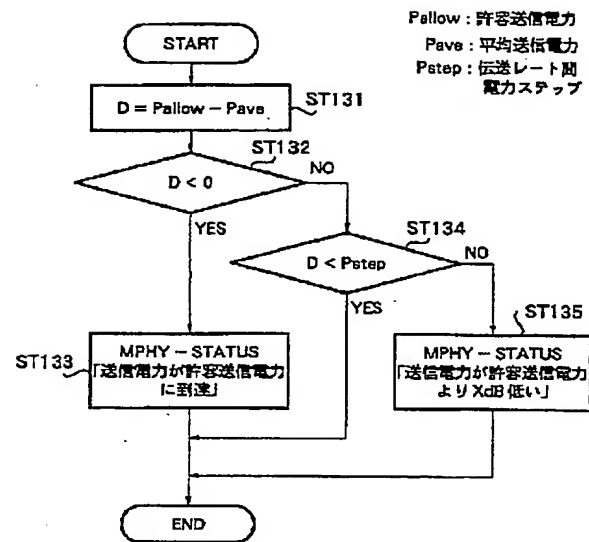 Pallow : 許容送信電力
Pave : 平均送信電力
Pstep : 伝送レート間
電力ステップ
START
D = Pallow − Pave
ST131
D < 0
ST132
NO
YES
D < Pstep
ST134
NO
YES
ST133
MPHY − STATUS
「送信電力が許容送信電力
に到達」
ST135
MPHY − STATUS
「送信電力が許容送信電力
より XdB 低い」
END